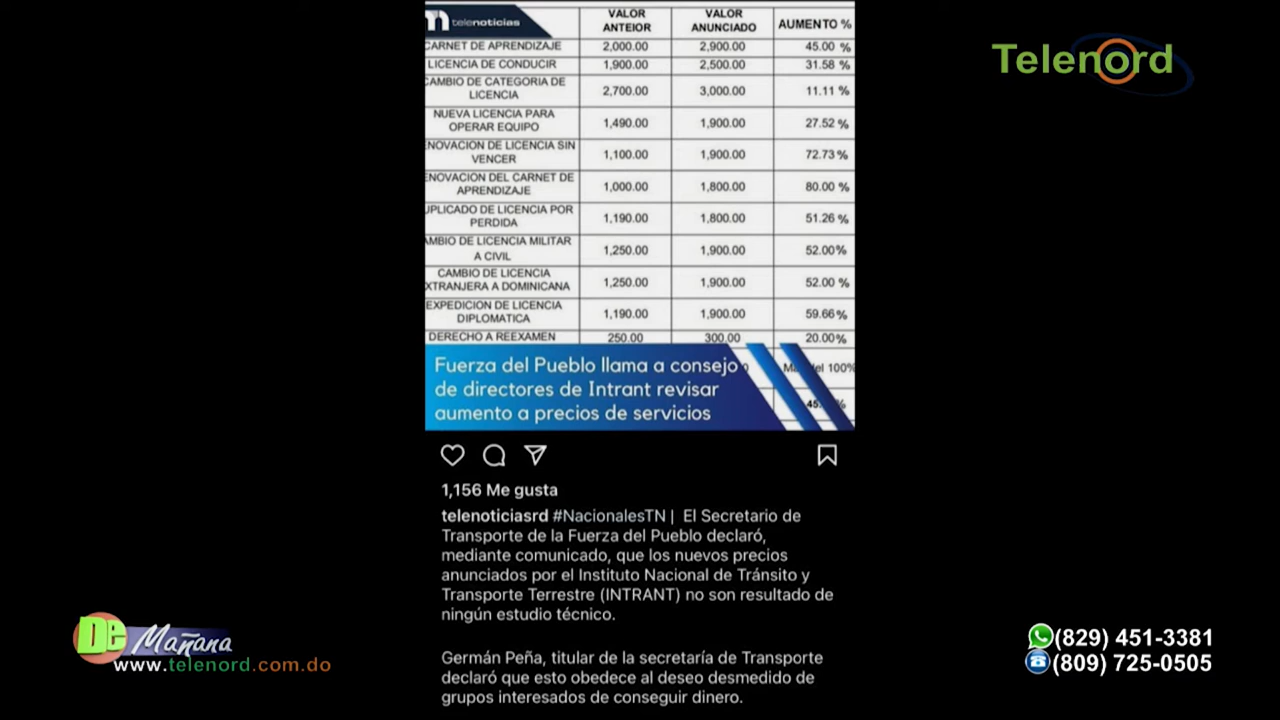 telenoticias
VALOR ANTEIOR VALOR ANUNCIADO AUMENTO %
CARNET DE APRENDIZAJE 2,000.00 2,900.00 45.00 %
LICENCIA DE CONDUCIR 1,900.00 2,500.00 31.58 %
CAMBIO DE CATEGORIA DE LICENCIA 2,700.00 3,000.00 11.11 %
NUEVA LICENCIA PARA OPERAR EQUIPO 1,490.00 1,900.00 27.52 %
ENOVACION DE LICENCIA SIN VENCER 1,100.00 1,900.00 72.73 %
ENOVACION DEL CARNET DE APRENDIZAJE 1,000.00 1,800.00 80.00 %
UPLICADO DE LICENCIA POR PERDIDA 1,190.00 1,800.00 51.26 %
AMBIO DE LICENCIA MILITAR A CIVIL 1,250.00 1,900.00 52.00%
CAMBIO DE LICENCIA XTRANJERA A DOMINICANA 1,250.00 1,900.00 52.00 %
EXPEDICION DE LICENCIA DIPLOMATICA 1,190.00 1,900.00 59.66%
DERECHO A REEXAMEN 250.00 300.00 20.00%
100%
Fuerza del Pueblo llama a consejo
de directores de Intrant revisar
aumento a precios de servicios
1,156 Me gusta
telenoticiasrd #NacionalesTN | El Secretario de
Transporte de la Fuerza del Pueblo declaró,
mediante comunicado, que los nuevos precios
anunciados por el Instituto Nacional de Tránsito y
Transporte Terrestre (INTRANT) no son resultado de
ningún estudio técnico.
Germán Peña, titular de la secretaría de Transporte
declaró que esto obedece al deseo desmedido de
grupos interesados de conseguir dinero.
Telenord
De Mañana
www.telenord.com.do
(829) 451-3381
(809) 725-0505